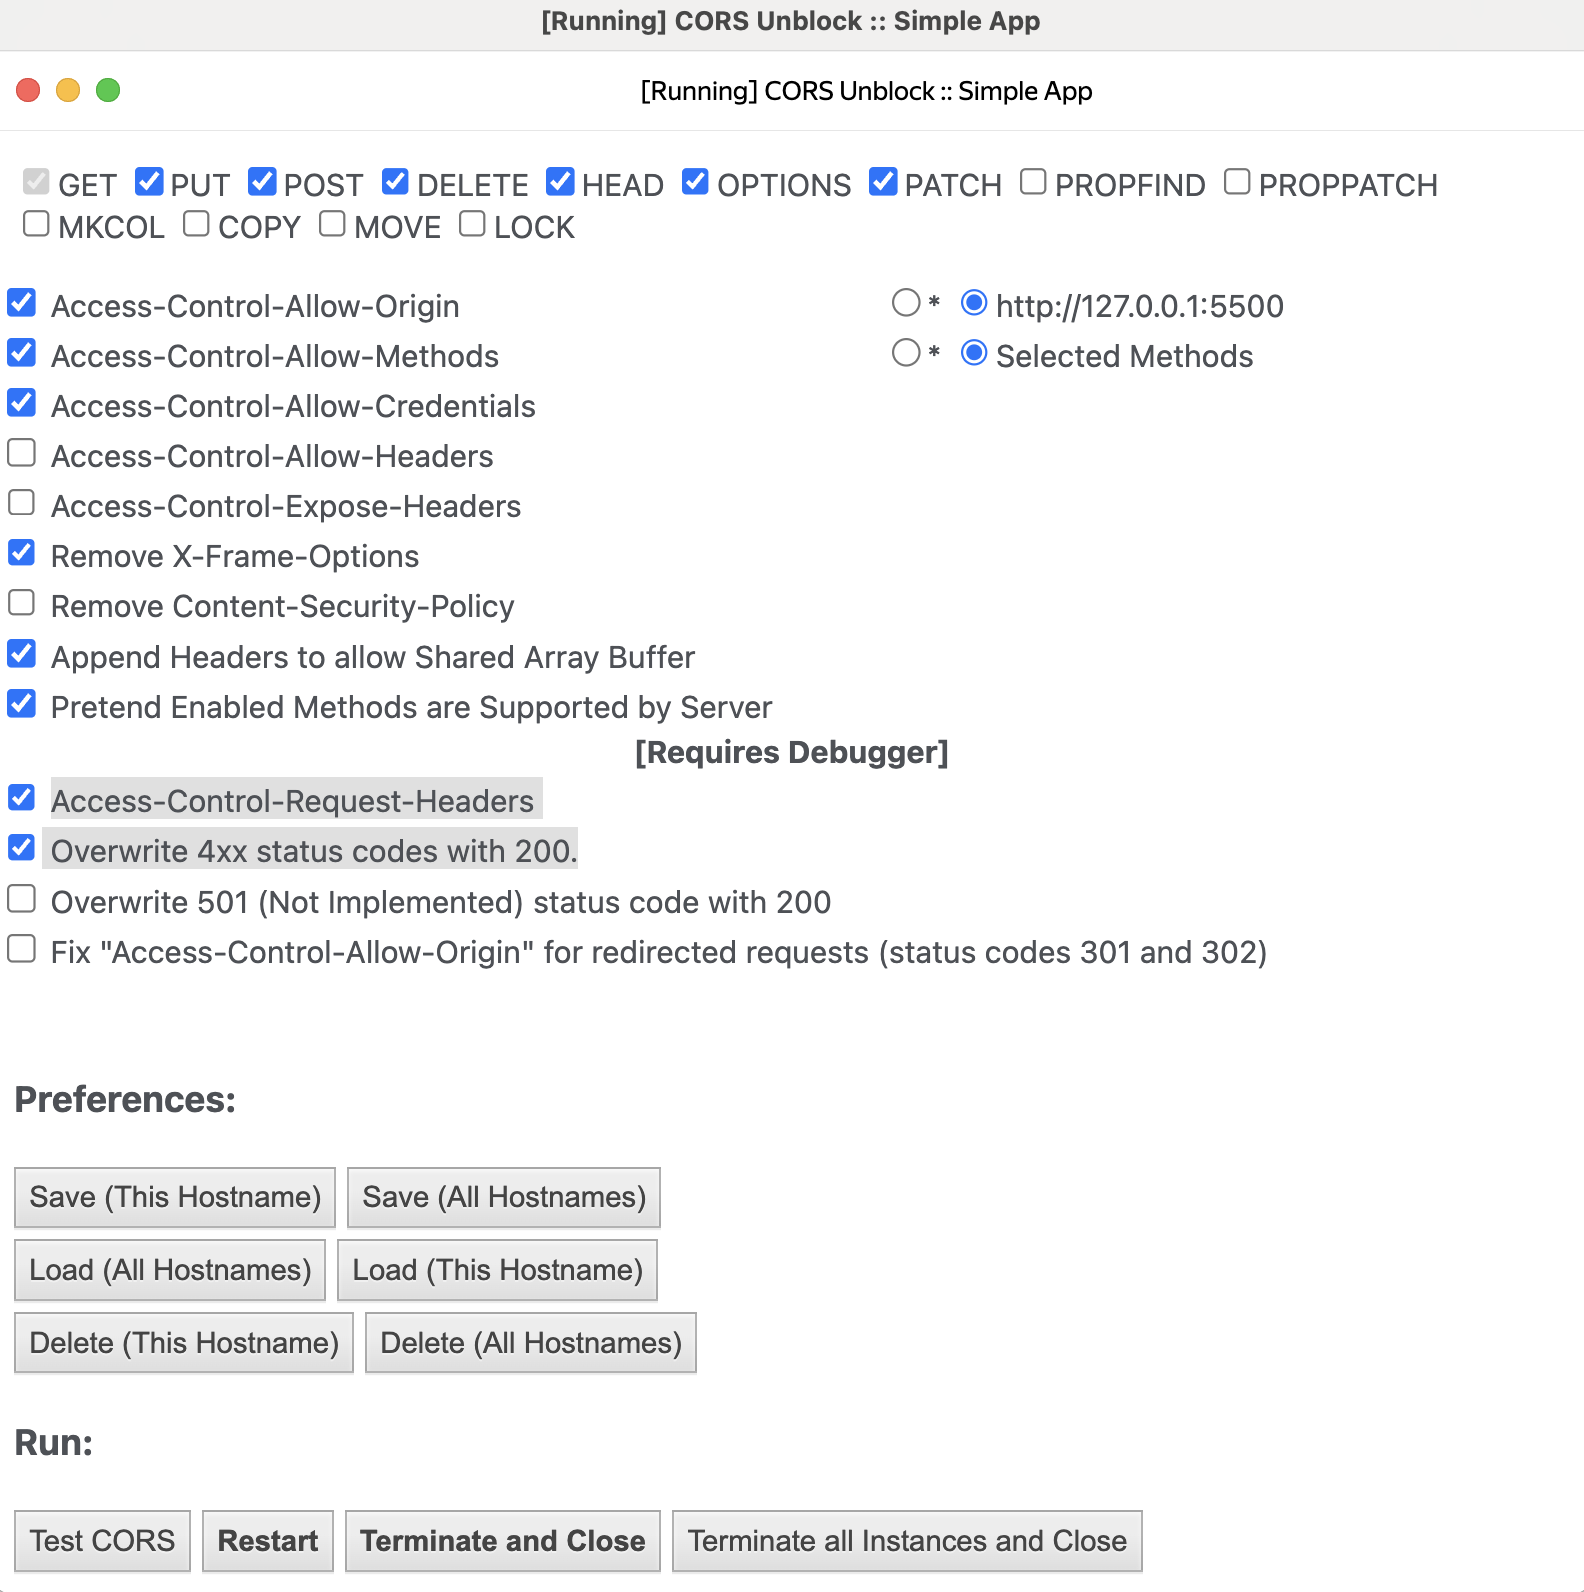 [Running] CORS Unblock :: Simple App
[Running] CORS Unblock :: Simple App
GET PUT POST DELETE HEAD OPTIONS PATCH PROPFIND PROPPATCH
MKCOL COPY MOVE LOCK
Access-Control-Allow-Origin * http://127.0.0.1:5500
Access-Control-Allow-Methods * Selected Methods
Access-Control-Allow-Credentials
Access-Control-Allow-Headers
Access-Control-Expose-Headers
Remove X-Frame-Options
Remove Content-Security-Policy
Append Headers to allow Shared Array Buffer
Pretend Enabled Methods are Supported by Server
[Requires Debugger]
Access-Control-Request-Headers
Overwrite 4xx status codes with 200.
Overwrite 501 (Not Implemented) status code with 200
Fix "Access-Control-Allow-Origin" for redirected requests (status codes 301 and 302)
Preferences:
Save (This Hostname) Save (All Hostnames)
Load (All Hostnames) Load (This Hostname)
Delete (This Hostname) Delete (All Hostnames)
Run:
Test CORS Restart Terminate and Close Terminate all Instances and Close